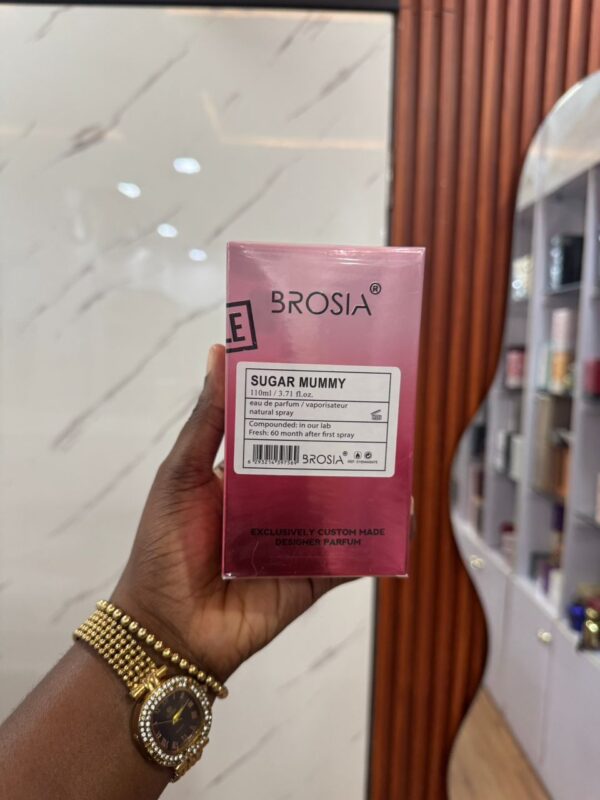 BROSIA®
LE
SUGAR MUMMY
110ml / 3.71 fl.oz.
eau de parfum / vaporisateur
natural spray
Compounded: in our lab
Fresh: 60 month after first spray
BROSIA®
EXCLUSIVELY CUSTOM MADE
DESIGNER PARFUM